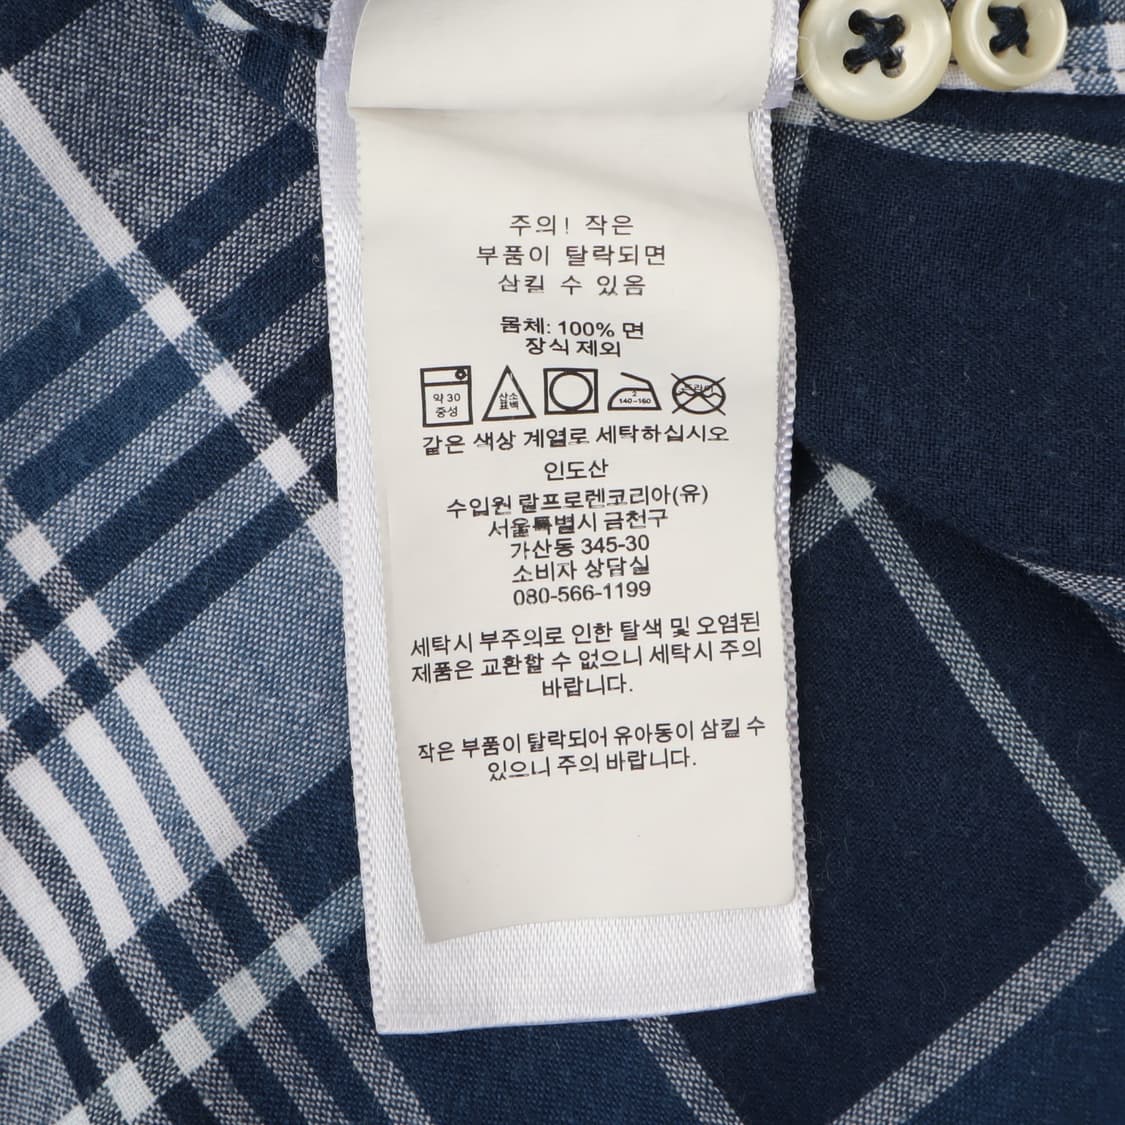 주의! 작은
부품이 탈락되면
삼킬 수 있음
몸체: 100% 면
장식 제외
약 30
중성
산소
표백
2
140~160
드라이
같은 색상 계열로 세탁하십시오
인도산
수입원 랄프로렌코리아(유)
서울특별시 금천구
가산동 345-30
소비자 상담실
080-566-1199
세탁시 부주의로 인한 탈색 및 오염된
제품은 교환할 수 없으니 세탁시 주의
바랍니다.
작은 부품이 탈락되어 유아동이 삼킬 수
있으니 주의 바랍니다.